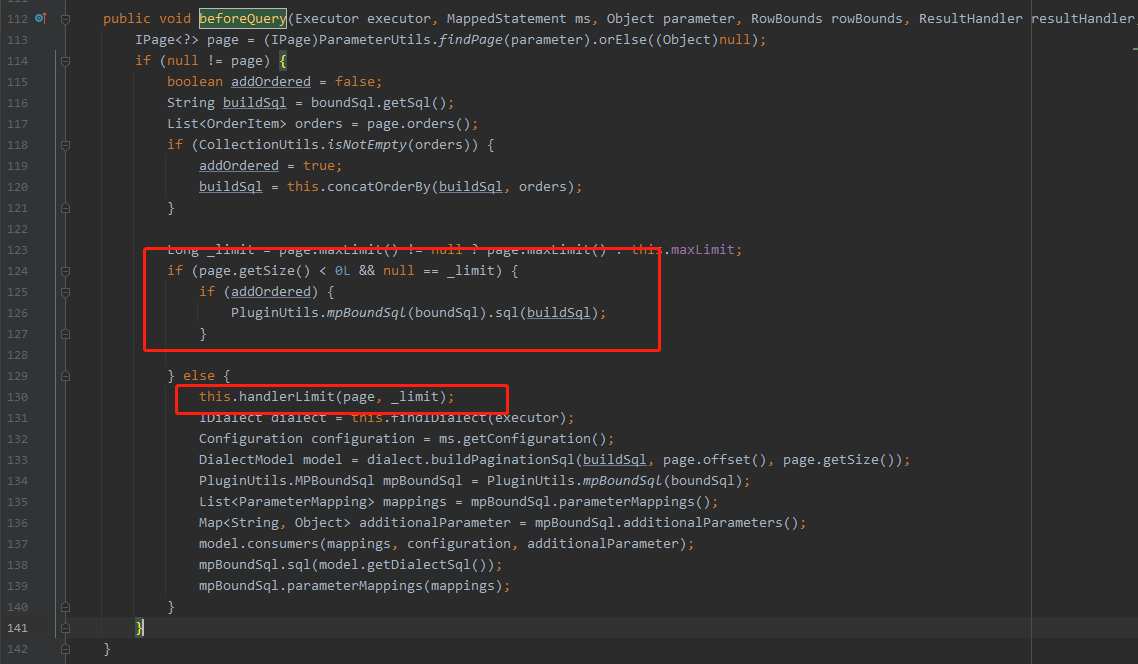 112 public void beforeQuery(Executor executor, MappedStatement ms, Object parameter, RowBounds rowBounds, ResultHandler resultHandler,
113 IPage<?> page = (IPage)ParameterUtils.findPage(parameter).orElse((Object)null);
114 if (null != page) {
115 boolean addOrdered = false;
116 String buildSql = boundSql.getSql();
117 List<OrderItem> orders = page.orders();
118 if (CollectionUtils.isNotEmpty(orders)) {
119 addOrdered = true;
120 buildSql = this.concatOrderBy(buildSql, orders);
121 }
122
123 Long _limit = page.maxLimit() != null ? page.maxLimit() : this.maxLimit;
124 if (page.getSize() < 0L && null == _limit) {
125 if (addOrdered) {
126 PluginUtils.mpBoundSql(boundSql).sql(buildSql);
127 }
128
129 } else {
130 this.handlerLimit(page, _limit);
131 IDialect dialect = this.findIDialect(executor);
132 Configuration configuration = ms.getConfiguration();
133 DialectModel model = dialect.buildPaginationSql(buildSql, page.offset(), page.getSize());
134 PluginUtils.MPBoundSql mpBoundSql = PluginUtils.mpBoundSql(boundSql);
135 List<ParameterMapping> mappings = mpBoundSql.parameterMappings();
136 Map<String, Object> additionalParameter = mpBoundSql.additionalParameters();
137 model.consumers(mappings, configuration, additionalParameter);
138 mpBoundSql.sql(model.getDialectSql());
139 mpBoundSql.parameterMappings(mappings);
140 }
141 }
142 }